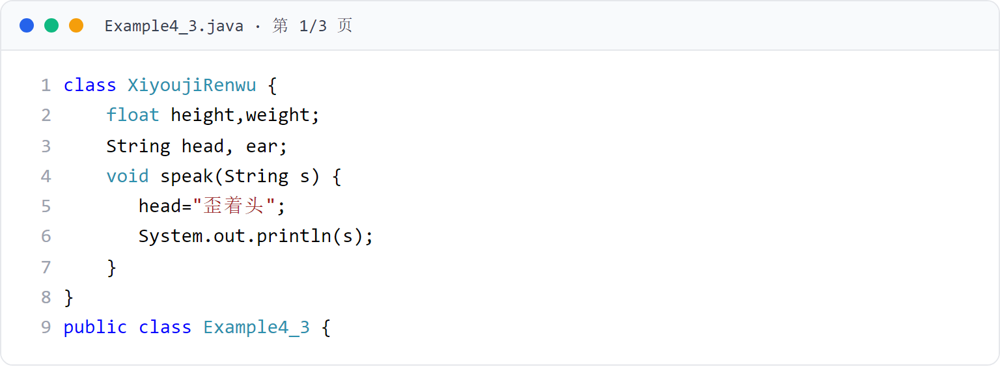 Example4_3.java · 第 1/3 页
1 class XiyoujiRenwu {
2     float height,weight;
3     String head, ear;
4     void speak(String s) {
5        head="歪着头";
6        System.out.println(s);
7     }
8 }
9 public class Example4_3 {